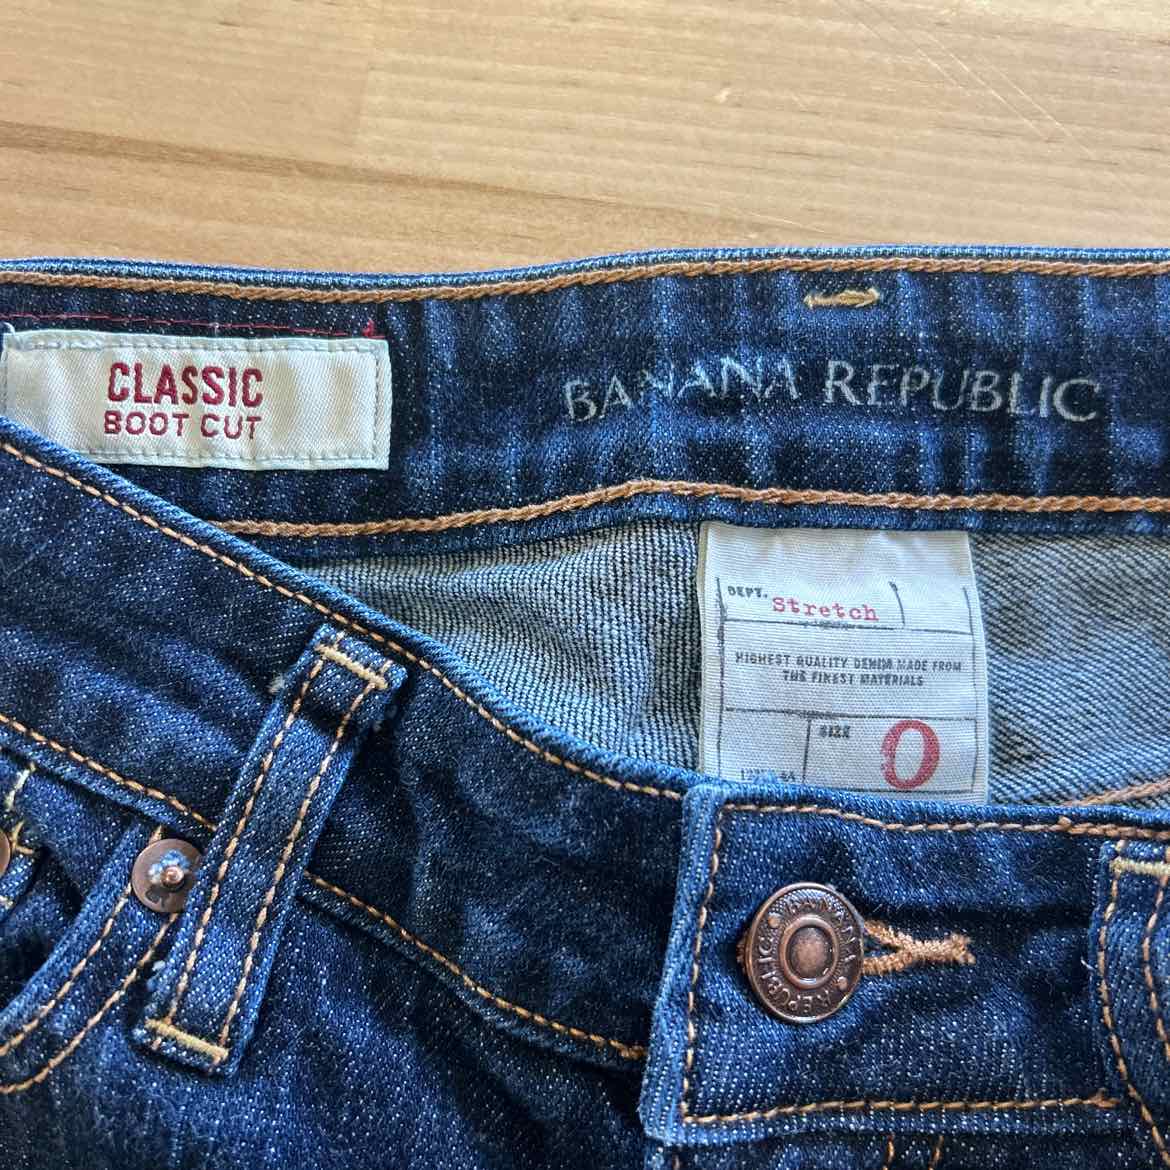 CLASSIC
BOOT CUT
BANANA REPUBLIC
DEPT. Stretch
HIGHEST QUALITY DENIM MADE FROM
THE FINEST MATERIALS
SIZE 0
BANANA REPUBLIC